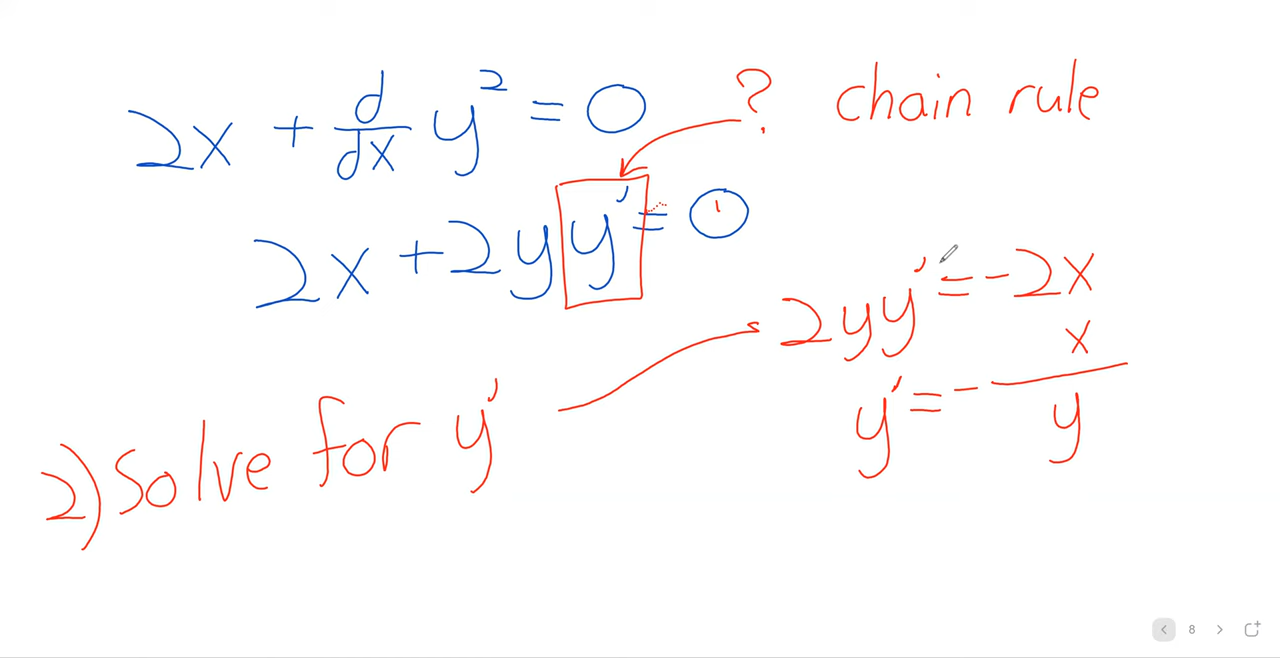 2x + d/dx y² = 0
? chain rule
2x + 2yy' = 0
2yy' = -2x
y' = - x/y
2) Solve for y'
8